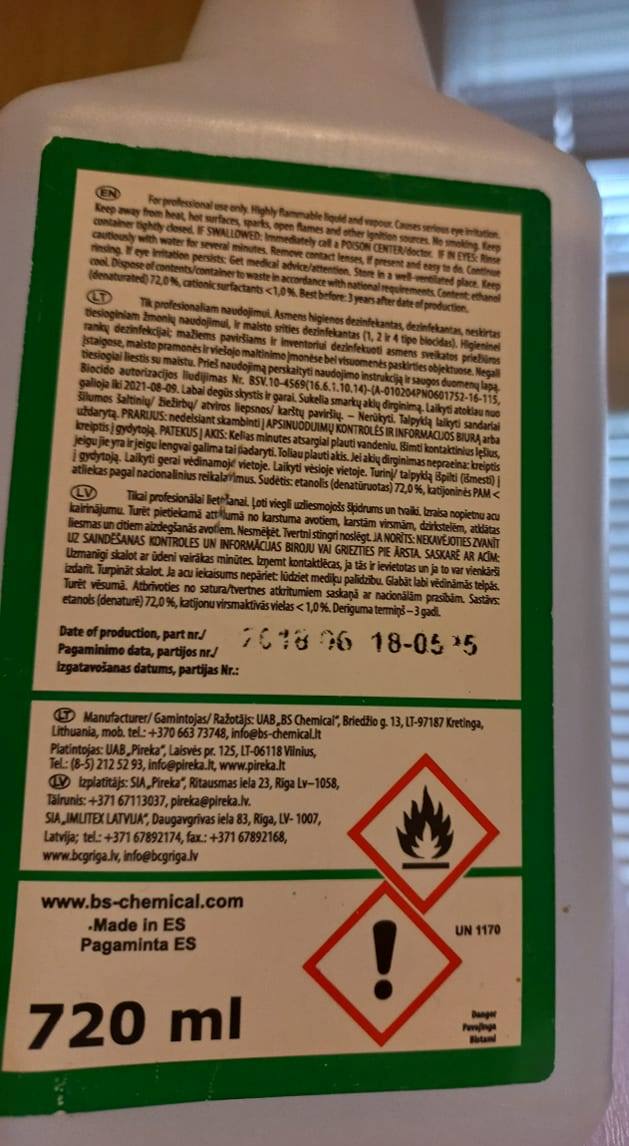 EN For professional use only. Highly flammable liquid and vapour. Causes serious eye irritation.
Keep away from heat, hot surfaces, sparks, open flames and other ignition sources. No smoking. Keep
container tightly closed. IF SWALLOWED: Immediately call a POISON CENTER/doctor. IF IN EYES: Rinse
cautiously with water for several minutes. Remove contact lenses, if present and easy to do. Continue
rinsing. If eye irritation persists: Get medical advice/attention. Store in a well-ventilated place. Keep
cool. Dispose of contents/container to waste in accordance with national requirements. Content: ethanol
(denaturated) 72,0 %, cationic surfactants <1,0 %. Best before: 3 years after date of production.
LT Tik profesionaliam naudojimui. Asmens higienos dezinfekantas, dezinfekantas, neskirtas
tiesioginiam žmonių naudojimui, ir maisto srities dezinfekantas (1, 2 ir 4 tipo biocidas). Higieninei
rankų dezinfekcijai; mažiems paviršiams ir inventoriui dezinfekuoti asmens sveikatos priežiūros
įstaigose, maisto pramonės ir viešojo maitinimo įmonėse bei visuomenės paskirties objektuose. Negali
tiesiogiai liestis su maistu. Prieš naudojimą perskaityti naudojimo instrukciją ir saugos duomenų lapą.
Biocido autorizacijos liudijimas Nr. BSV.10-4569(16.6.1.10.14)-(A-010204PN0601752-16-115,
galioja iki 2021-08-09. Labai degūs skystis ir garai. Sukelia smarkų akių dirginimą. Laikyti atokiau nuo
šilumos šaltinių/ žiežirbų/ atviros liepsnos/ karštų paviršių. – Nerūkyti. Talpyklą laikyti sandariai
uždarytą. PRARIJUS: nedelsiant skambinti į APSINUODIJIMŲ KONTROLĖS IR INFORMACIJOS BIURĄ arba
kreiptis į gydytoją. PATEKUS Į AKIS: Kelias minutes atsargiai plauti vandeniu. Išimti kontaktinius lęšius,
jeigu jie yra ir jeigu lengvai galima tai padaryti. Toliau plauti akis. Jei akių dirginimas nepraeina: kreiptis
į gydytoją. Laikyti gerai vėdinamoje vietoje. Laikyti vėsioje vietoje. Turinį/ talpyklą išpilti (išmesti) į
atliekas pagal nacionalinius reikalavimus. Sudėtis: etanolis (denatūruotas) 72,0 %, katijoninės PAM <
LV Tikai profesionālai lietošanai. Ļoti viegli uzliesmojošs šķidrums un tvaiki. Izraisa nopietnu acu
kairinājumu. Turēt pietiekamā attālumā no karstuma avotiem, karstām virsmām, dzirkstelēm, atklātas
liesmas un citiem aizdegšanās avotiem. Nesmēķēt. Tvertni stingri noslēgt. JA NORĪTS: NEKAVĒJOTIES ZVANĪT
UZ SAINDĒŠANĀS KONTROLES UN INFORMĀCIJAS BIROJU VAI GRIEZTIES PIE ĀRSTA. SASKARĒ AR ACĪM:
Uzmanīgi skalot ar ūdeni vairākas minūtes. Izņemt kontaktlēcas, ja tās ir ievietotas un ja to var vienkārši
izdarīt. Turpināt skalot. Ja acu iekaisums nepāriet: lūdziet mediķu palīdzību. Glabāt labi vēdināmās telpās.
Turēt vēsumā. Atbrīvoties no satura/tvertnes atkritumiem saskaņā ar nacionālām prasībām. Sastāvs:
etanols (denaturē) 72,0 %, katjonu virsmaktīvās vielas < 1,0 %. Derīguma termiņš – 3 gadi.
Date of production, part nr./
Pagaminimo data, partijos nr./ 2018 06 18-05
Izgatavošanas datums, partijas Nr.:
LT Manufacturer/ Gamintojas/ Ražotājs: UAB „BS Chemical“, Briedžio g. 13, LT-97187 Kretinga,
Lithuania, mob. tel.: +370 663 73748, info@bs-chemical.lt
Platintojas: UAB „Pireka“, Laisvės pr. 125, LT-06118 Vilnius,
Tel.: (8-5) 212 52 93, info@pireka.lt, www.pireka.lt
LV Izplatītājs: SIA „Pireka“, Ritausmas iela 23, Rīga Lv–1058,
Tālrunis: +371 67113037, pireka@pireka.lv.
SIA „IMLITEX LATVIJA“, Daugavgrīvas iela 83, Rīga, LV- 1007,
Latvija; tel.: +371 67892174, fax.: +371 67892168,
www.bcgriga.lv, info@bcgriga.lv
www.bs-chemical.com
Made in ES
Pagaminta ES
UN 1170
720 ml
Danger
Pavojinga
Bīstami